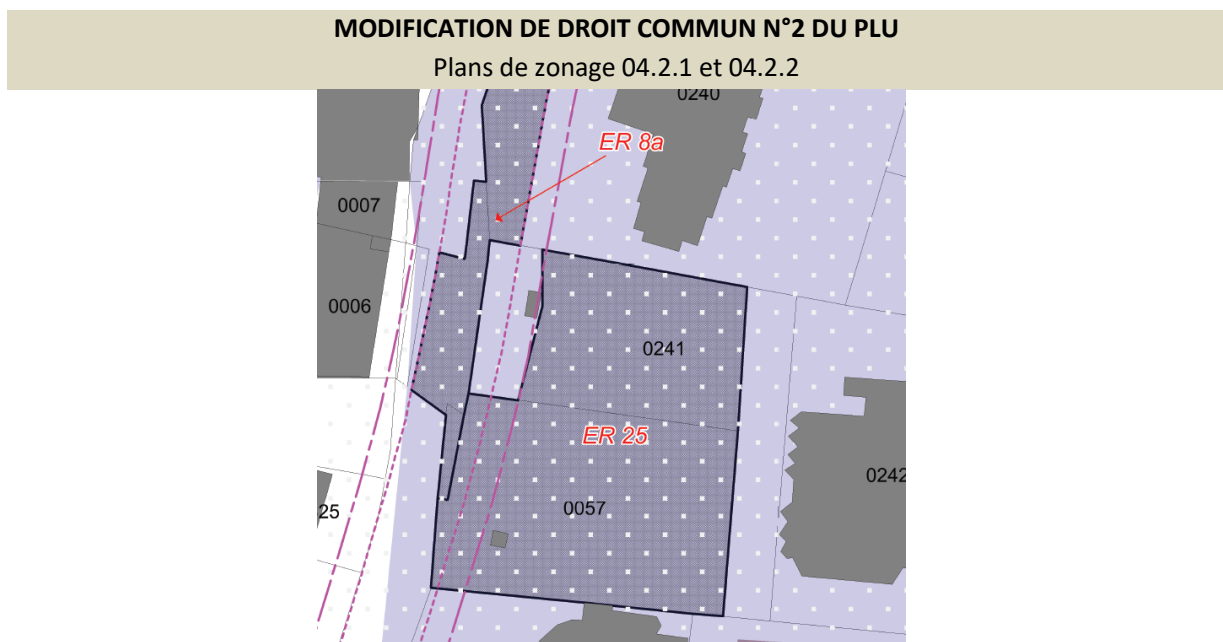 MODIFICATION DE DROIT COMMUN N°2 DU PLU
Plans de zonage 04.2.1 et 04.2.2
0240
ER 8a
0007
0006
0241
ER 25
0242
0057
25